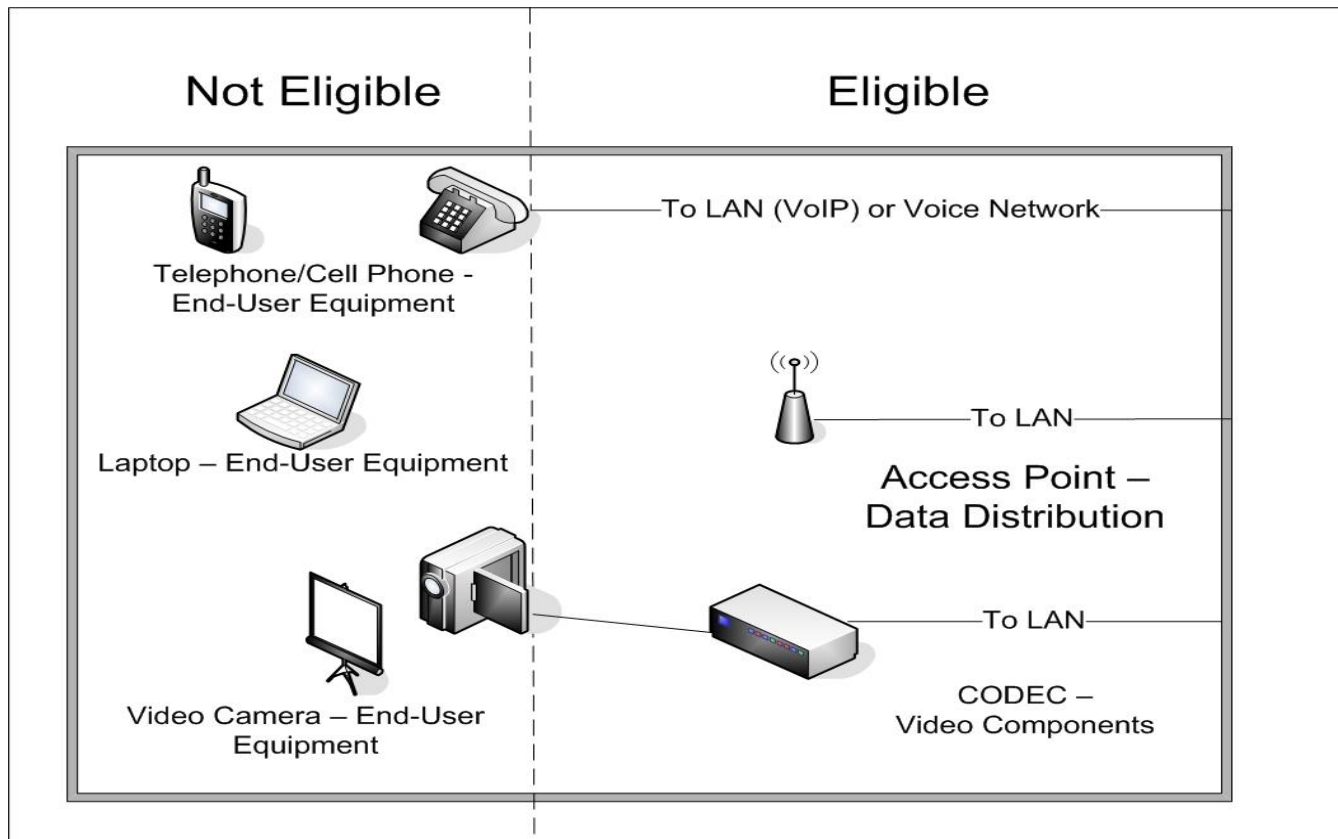 Not Eligible
Eligible
To LAN (VoIP) or Voice Network
Telephone/Cell Phone -
End-User Equipment
To LAN
Laptop – End-User Equipment
Access Point –
Data Distribution
To LAN
CODEC –
Video Components
Video Camera – End-User
Equipment